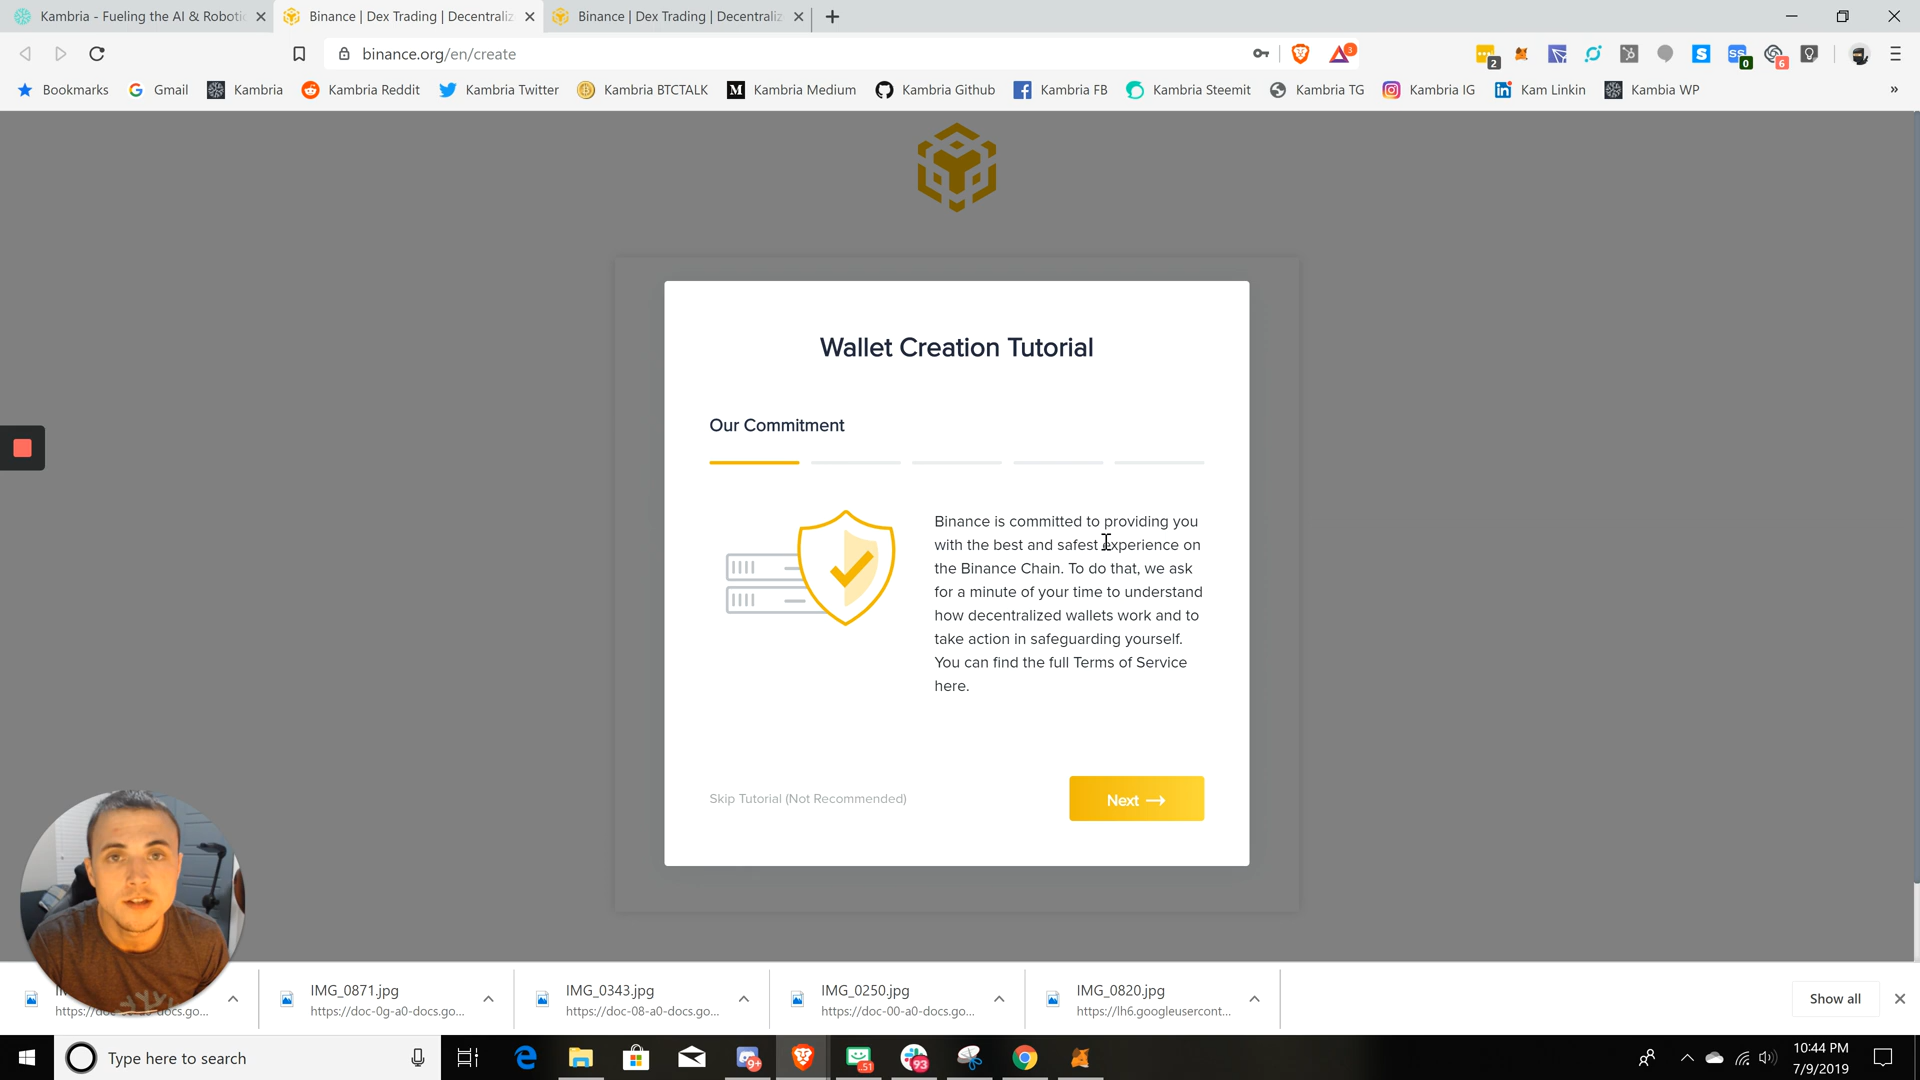 Kambria - Fueling the AI & Roboti
Binance | Dex Trading | Decentraliz
Binance | Dex Trading | Decentraliz
binance.org/en/create
3
2
0
6
Bookmarks
Gmail
Kambria
Kambria Reddit
Kambria Twitter
Kambria BTCTALK
Kambria Medium
Kambria Github
Kambria FB
Kambria Steemit
Kambria TG
Kambria IG
Kam Linkin
Kambia WP
Wallet Creation Tutorial
Our Commitment
Binance is committed to providing you
with the best and safest experience on
the Binance Chain. To do that, we ask
for a minute of your time to understand
how decentralized wallets work and to
take action in safeguarding yourself.
You can find the full Terms of Service
here.
Skip Tutorial (Not Recommended)
Next
IMG_0871.jpg
https://doc-0g-a0-docs.go...
IMG_0343.jpg
https://doc-08-a0-docs.go...
IMG_0250.jpg
https://doc-00-a0-docs.go...
IMG_0820.jpg
https://lh6.googleusercont...
Show all
Type here to search
9+
51
93
10:44 PM
7/9/2019